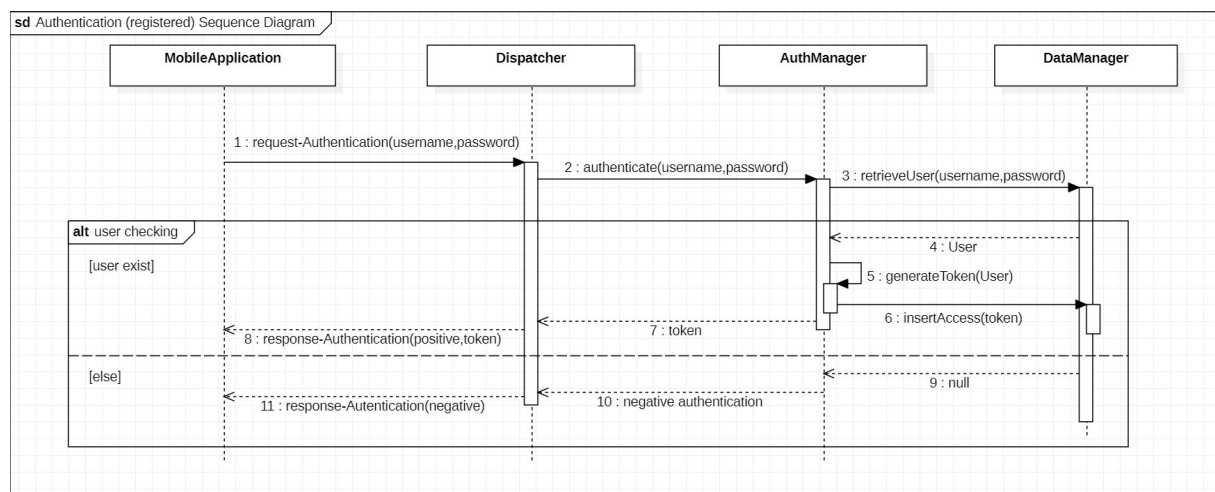 sd Authentication (registered) Sequence Diagram
MobileApplication
Dispatcher
AuthManager
DataManager
1 : request-Authentication(username,password)
2 : authenticate(username,password)
3 : retrieveUser(username,password)
alt user checking
4 : User
[user exist]
5 : generateToken(User)
6 : insertAccess(token)
7 : token
8 : response-Authentication(positive,token)
[else]
9 : null
10 : negative authentication
11 : response-Autentication(negative)